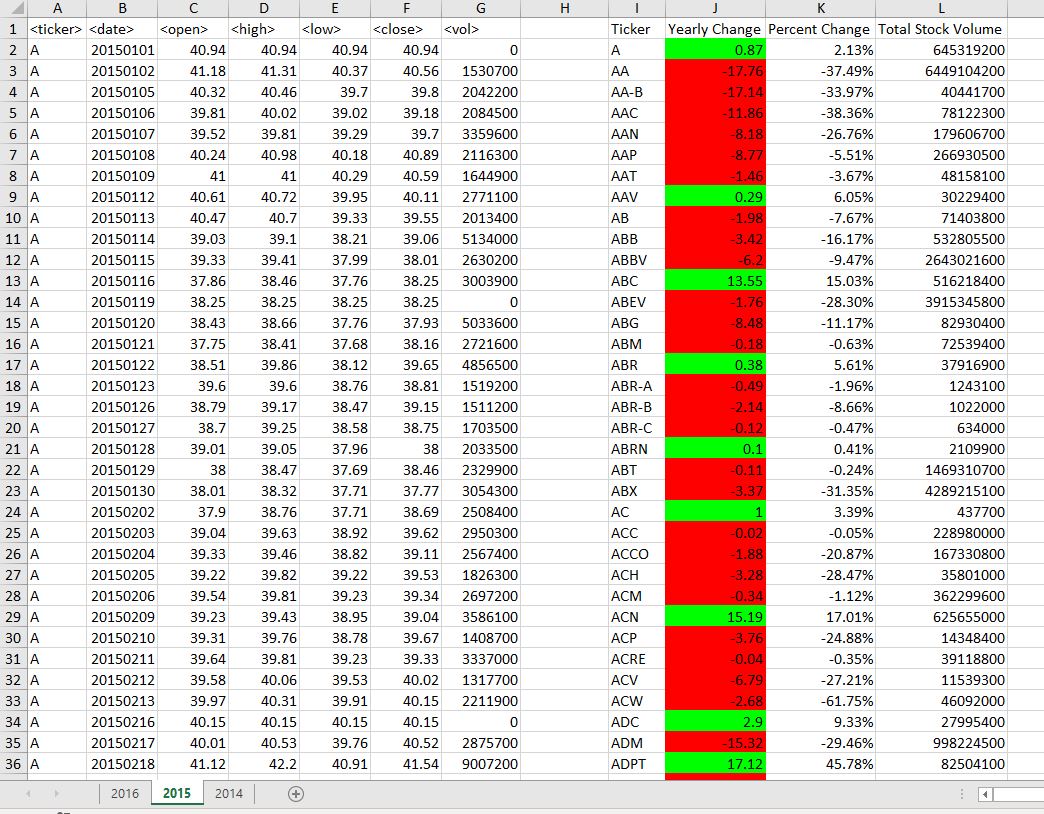 A B C D E F G H I J K L
1 <ticker> <date> <open> <high> <low> <close> <vol> Ticker Yearly Change Percent Change Total Stock Volume
2 A 20150101 40.94 40.94 40.94 40.94 0 A 0.87 2.13% 645319200
3 A 20150102 41.18 41.31 40.37 40.56 1530700 AA -17.76 -37.49% 6449104200
4 A 20150105 40.32 40.46 39.7 39.8 2042200 AA-B -17.14 -33.97% 40441700
5 A 20150106 39.81 40.02 39.02 39.18 2084500 AAC -11.86 -38.36% 78122300
6 A 20150107 39.52 39.81 39.29 39.7 3359600 AAN -8.18 -26.76% 179606700
7 A 20150108 40.24 40.98 40.18 40.89 2116300 AAP -8.77 -5.51% 266930500
8 A 20150109 41 41 40.29 40.59 1644900 AAT -1.46 -3.67% 48158100
9 A 20150112 40.61 40.72 39.95 40.11 2771100 AAV 0.29 6.05% 30229400
10 A 20150113 40.47 40.7 39.33 39.55 2013400 AB -1.98 -7.67% 71403800
11 A 20150114 39.03 39.1 38.21 39.06 5134000 ABB -3.42 -16.17% 532805500
12 A 20150115 39.33 39.41 37.99 38.01 2630200 ABBV -6.2 -9.47% 2643021600
13 A 20150116 37.86 38.46 37.76 38.25 3003900 ABC 13.55 15.03% 516218400
14 A 20150119 38.25 38.25 38.25 38.25 0 ABEV -1.76 -28.30% 3915345800
15 A 20150120 38.43 38.66 37.76 37.93 5033600 ABG -8.48 -11.17% 82930400
16 A 20150121 37.75 38.41 37.68 38.16 2721600 ABM -0.18 -0.63% 72539400
17 A 20150122 38.51 39.86 38.12 39.65 4856500 ABR 0.38 5.61% 37916900
18 A 20150123 39.6 39.6 38.76 38.81 1519200 ABR-A -0.49 -1.96% 1243100
19 A 20150126 38.79 39.17 38.47 39.15 1511200 ABR-B -2.14 -8.66% 1022000
20 A 20150127 38.7 39.25 38.58 38.75 1703500 ABR-C -0.12 -0.47% 634000
21 A 20150128 39.01 39.05 37.96 38 2033500 ABRN 0.1 0.41% 2109900
22 A 20150129 38 38.47 37.69 38.46 2329900 ABT -0.11 -0.24% 1469310700
23 A 20150130 38.01 38.32 37.71 37.77 3054300 ABX -3.37 -31.35% 4289215100
24 A 20150202 37.9 38.76 37.71 38.69 2508400 AC 1 3.39% 437700
25 A 20150203 39.04 39.63 38.92 39.62 2950300 ACC -0.02 -0.05% 228980000
26 A 20150204 39.33 39.46 38.82 39.11 2567400 ACCO -1.88 -20.87% 167330800
27 A 20150205 39.22 39.82 39.22 39.53 1826300 ACH -3.28 -28.47% 35801000
28 A 20150206 39.54 39.81 39.23 39.34 2697200 ACM -0.34 -1.12% 362299600
29 A 20150209 39.23 39.43 38.95 39.04 3586100 ACN 15.19 17.01% 625655000
30 A 20150210 39.31 39.76 38.78 39.67 1408700 ACP -3.76 -24.88% 14348400
31 A 20150211 39.64 39.81 39.23 39.33 3337000 ACRE -0.04 -0.35% 39118800
32 A 20150212 39.58 40.06 39.53 40.02 1317700 ACV -6.79 -27.21% 11539300
33 A 20150213 39.97 40.31 39.91 40.15 2211900 ACW -2.68 -61.75% 46092000
34 A 20150216 40.15 40.15 40.15 40.15 0 ADC 2.9 9.33% 27995400
35 A 20150217 40.01 40.53 39.76 40.52 2875700 ADM -15.32 -29.46% 998224500
36 A 20150218 41.12 42.2 40.91 41.54 9007200 ADPT 17.12 45.78% 82504100
2016 2015 2014